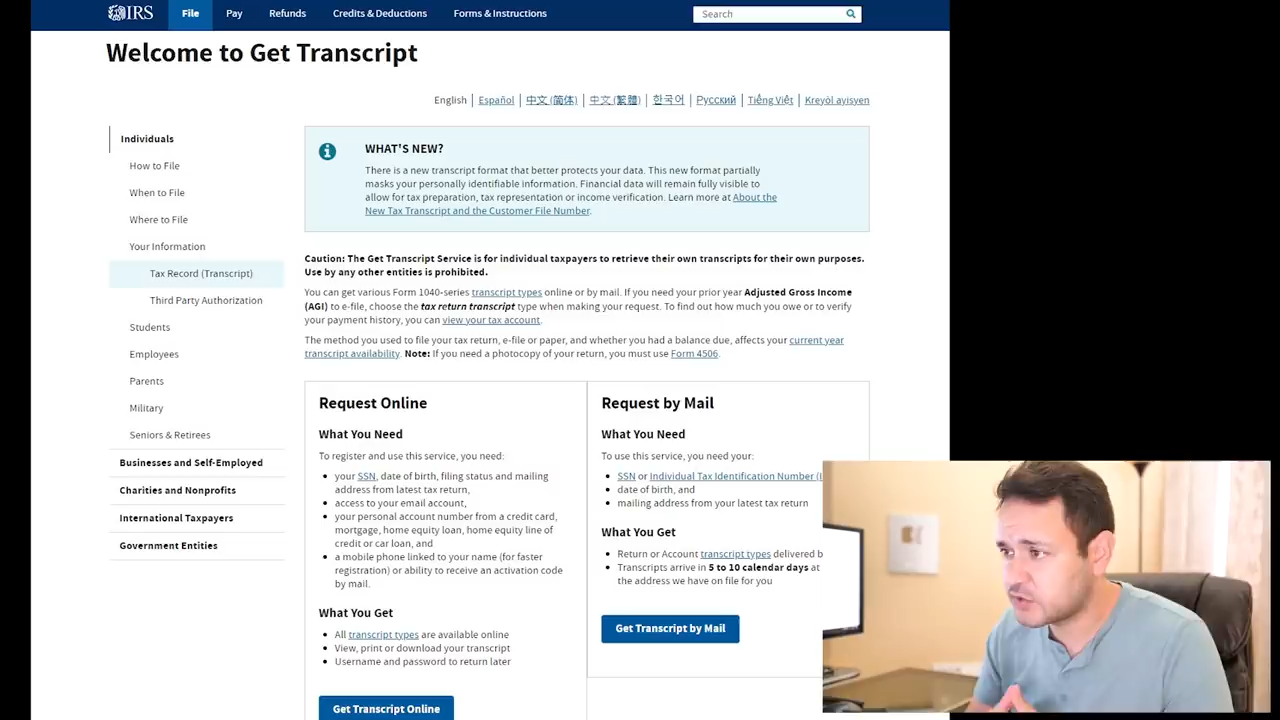 IRS
File
Pay
Refunds
Credits & Deductions
Forms & Instructions
Search
Welcome to Get Transcript
English | Español | 中文 (简体) | 中文 (繁體) | 한국어 | Русский | Tiếng Việt | Kreyòl ayisyen
Individuals
How to File
When to File
Where to File
Your Information
Tax Record (Transcript)
Third Party Authorization
Students
Employees
Parents
Military
Seniors & Retirees
Businesses and Self-Employed
Charities and Nonprofits
International Taxpayers
Government Entities
WHAT'S NEW?
There is a new transcript format that better protects your data. This new format partially
masks your personally identifiable information. Financial data will remain fully visible to
allow for tax preparation, tax representation or income verification. Learn more at About the
New Tax Transcript and the Customer File Number.
Caution: The Get Transcript Service is for individual taxpayers to retrieve their own transcripts for their own purposes.
Use by any other entities is prohibited.
You can get various Form 1040-series transcript types online or by mail. If you need your prior year Adjusted Gross Income
(AGI) to e-file, choose the tax return transcript type when making your request. To find out how much you owe or to verify
your payment history, you can view your tax account.
The method you used to file your tax return, e-file or paper, and whether you had a balance due, affects your current year
transcript availability. Note: If you need a photocopy of your return, you must use Form 4506.
Request Online
What You Need
To register and use this service, you need:
your SSN, date of birth, filing status and mailing
address from latest tax return,
access to your email account,
your personal account number from a credit card,
mortgage, home equity loan, home equity line of
credit or car loan, and
a mobile phone linked to your name (for faster
registration) or ability to receive an activation code
by mail.
What You Get
All transcript types are available online
View, print or download your transcript
Username and password to return later
Get Transcript Online
Request by Mail
What You Need
To use this service, you need your:
SSN or Individual Tax Identification Number (I
date of birth, and
mailing address from your latest tax return
What You Get
Return or Account transcript types delivered b
Transcripts arrive in 5 to 10 calendar days at
the address we have on file for you
Get Transcript by Mail